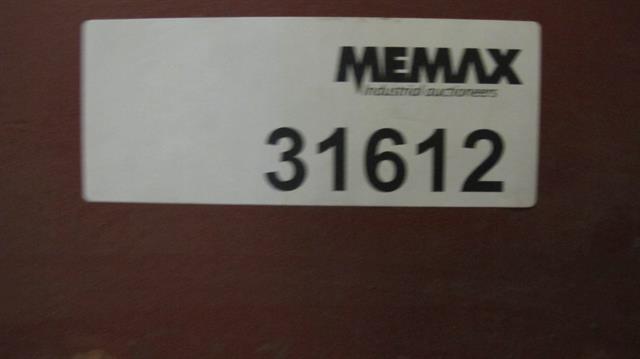 MEMAX
industrial auctioneers
31612